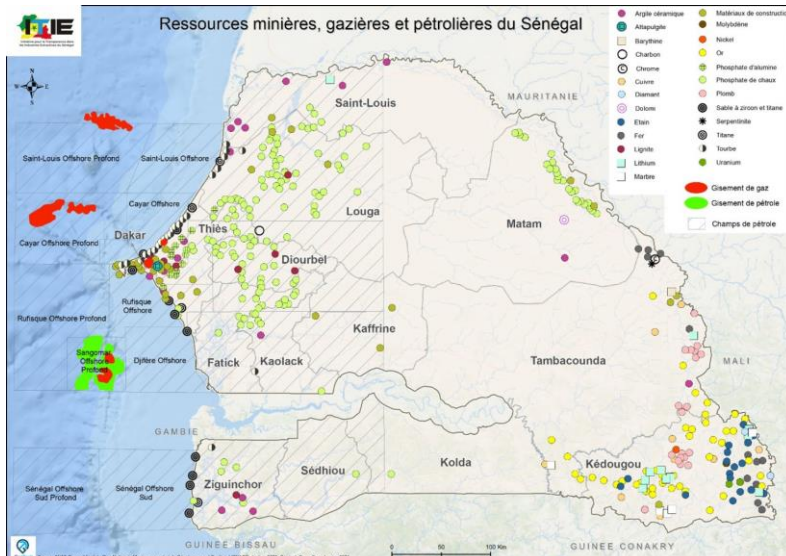 ITIE
Ressources minières, gazières et pétrolières du Sénégal
Argile céramique
Attapulgite
Barythine
Charbon
Chrome
Cuivre
Diamant
Dolomi
Etain
Fer
Lignite
Lithium
Marbre
Matériaux de constructi
Molybdène
Nickel
Or
Phosphate d'alumine
Phosphate de chaux
Plomb
Sable à zircon et titane
Serpentinite
Titane
Tourbe
Uranium
Gisement de gaz
Gisement de pétrole
Champs de pétrole
MAURITANIE
Saint-Louis
Saint-Louis Offshore Profond
Saint-Louis Offshore
Cayar Offshore
Louga
Matam
Cayar Offshore Profond
Dakar
Thiès
Diourbel
Rufisque
Offshore
Rufisque Offshore Profond
Kaffrine
Sangomar
Offshore
Profond
Djifère Offshore
Fatick
Kaolack
Tambacounda
MALI
GAMBIE
Kédougou
Kolda
Sédhiou
Ziguinchor
Sénégal Offshore
Sud Profond
Sénégal Offshore
Sud
GUINÉE BISSAU
0
50
100 Km
GUINÉE CONAKRY